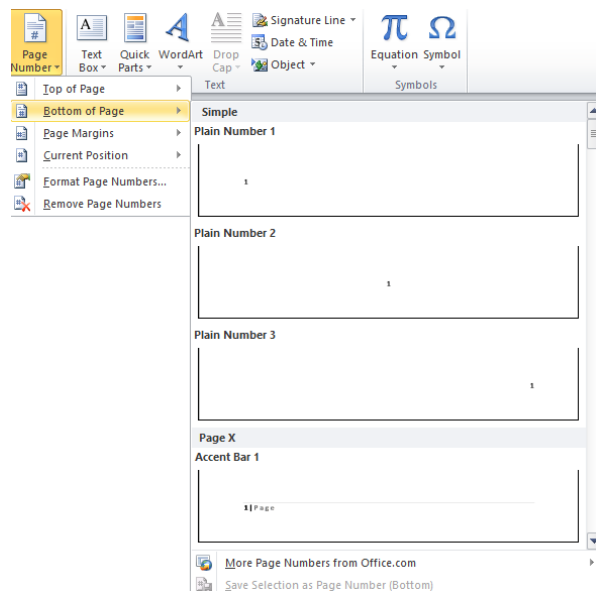 Page Number
Text Box
Quick Parts
WordArt
Drop Cap
Signature Line
Date & Time
Object
Equation
Symbol
Text
Symbols
Top of Page
Bottom of Page
Page Margins
Current Position
Format Page Numbers...
Remove Page Numbers
Simple
Plain Number 1
1
Plain Number 2
1
Plain Number 3
1
Page X
Accent Bar 1
1|Page
More Page Numbers from Office.com
Save Selection as Page Number (Bottom)